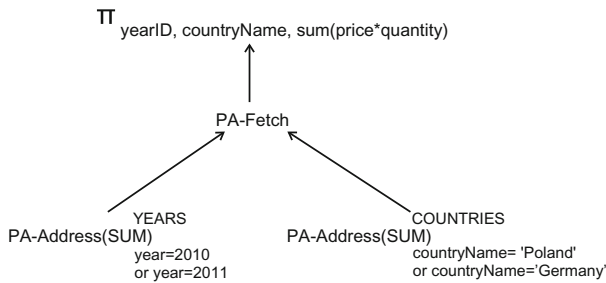 π yearID, countryName, sum(price*quantity)
PA-Fetch
YEARS
PA-Address(SUM)
year=2010
or year=2011
COUNTRIES
PA-Address(SUM)
countryName= 'Poland'
or countryName='Germany'